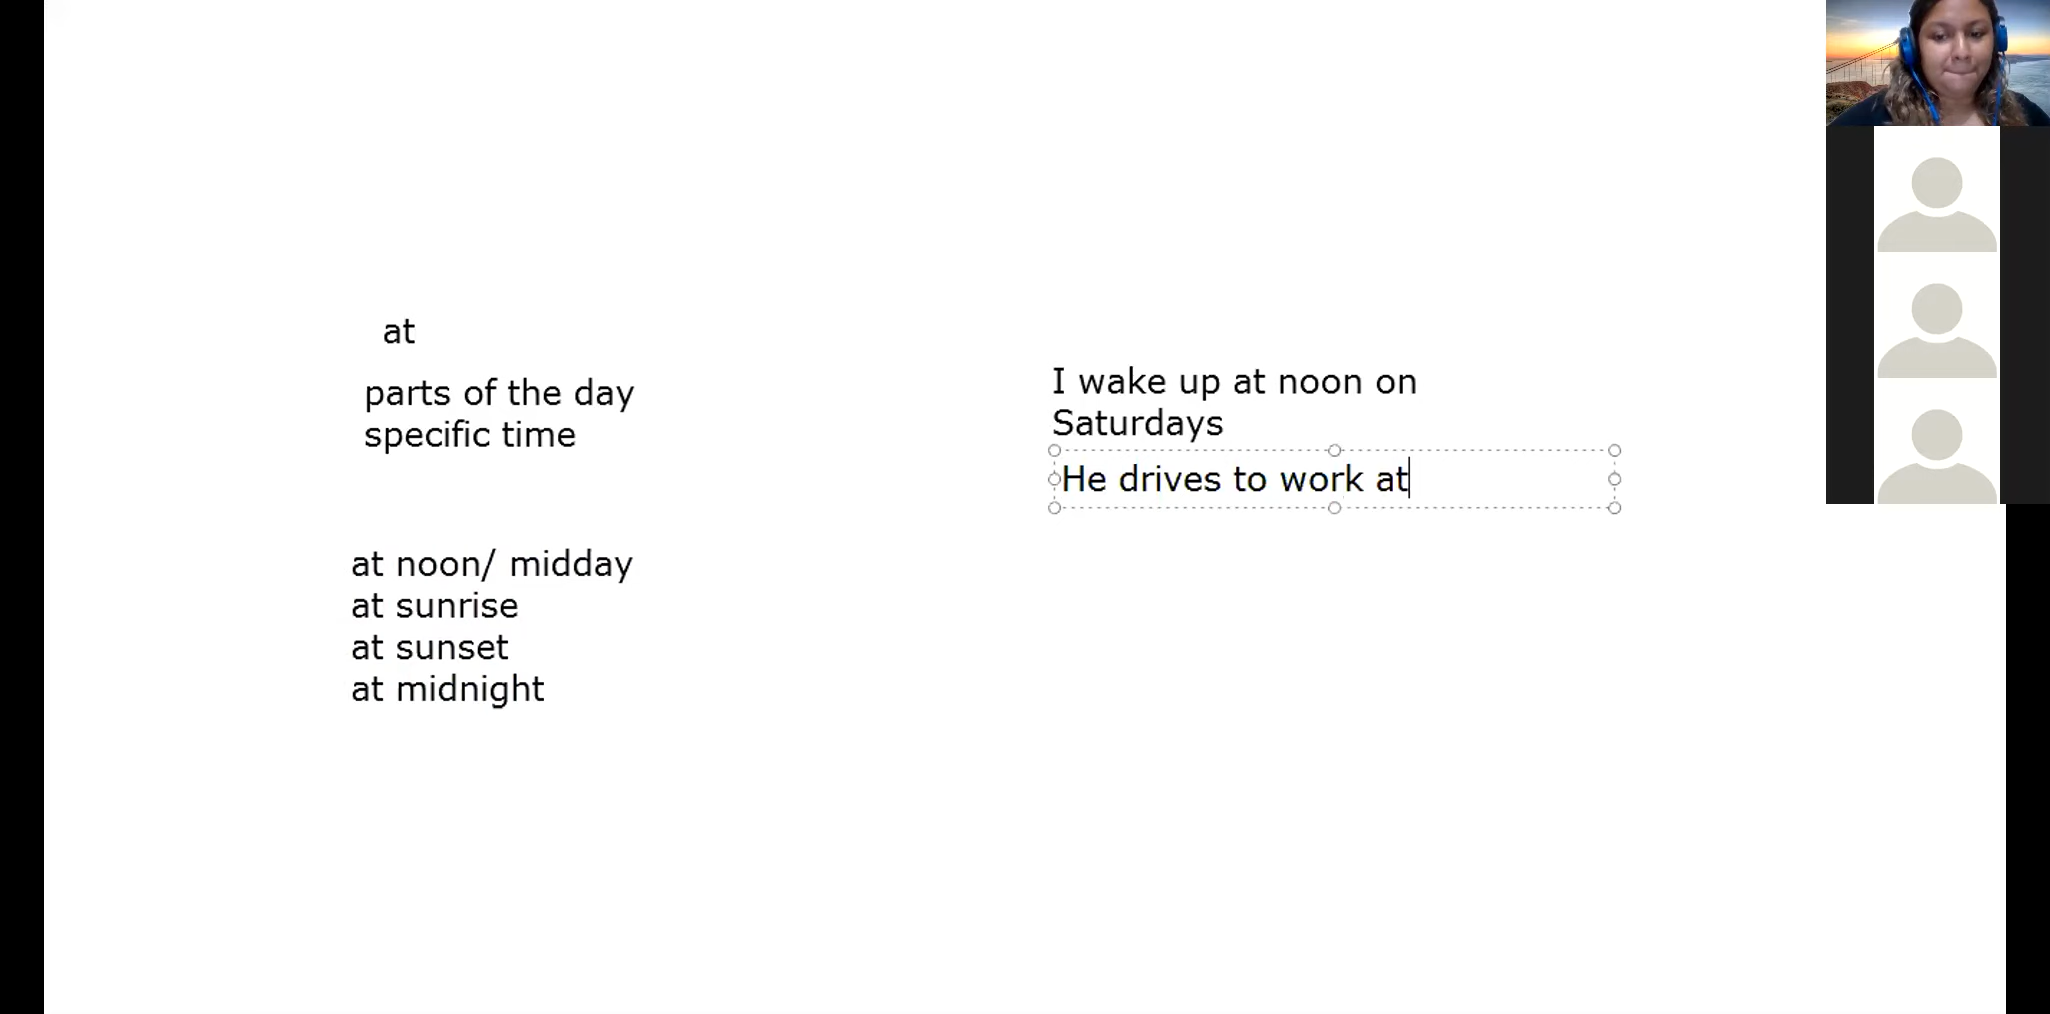 at
parts of the day
specific time
at noon/ midday
at sunrise
at sunset
at midnight
I wake up at noon on
Saturdays
He drives to work at